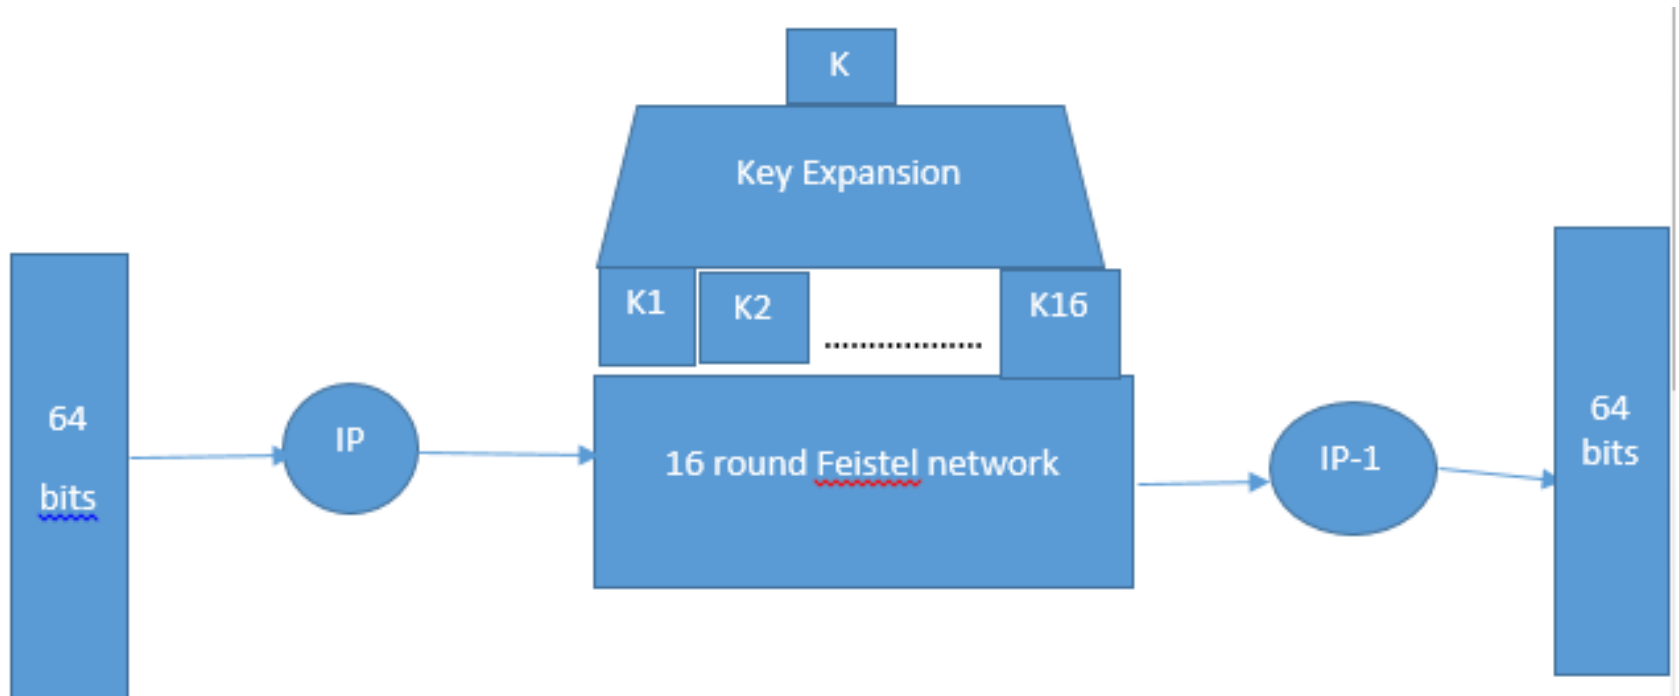 K
Key Expansion
K1
K2
..................
K16
64
bits
IP
16 round Feistel network
IP-1
64
bits